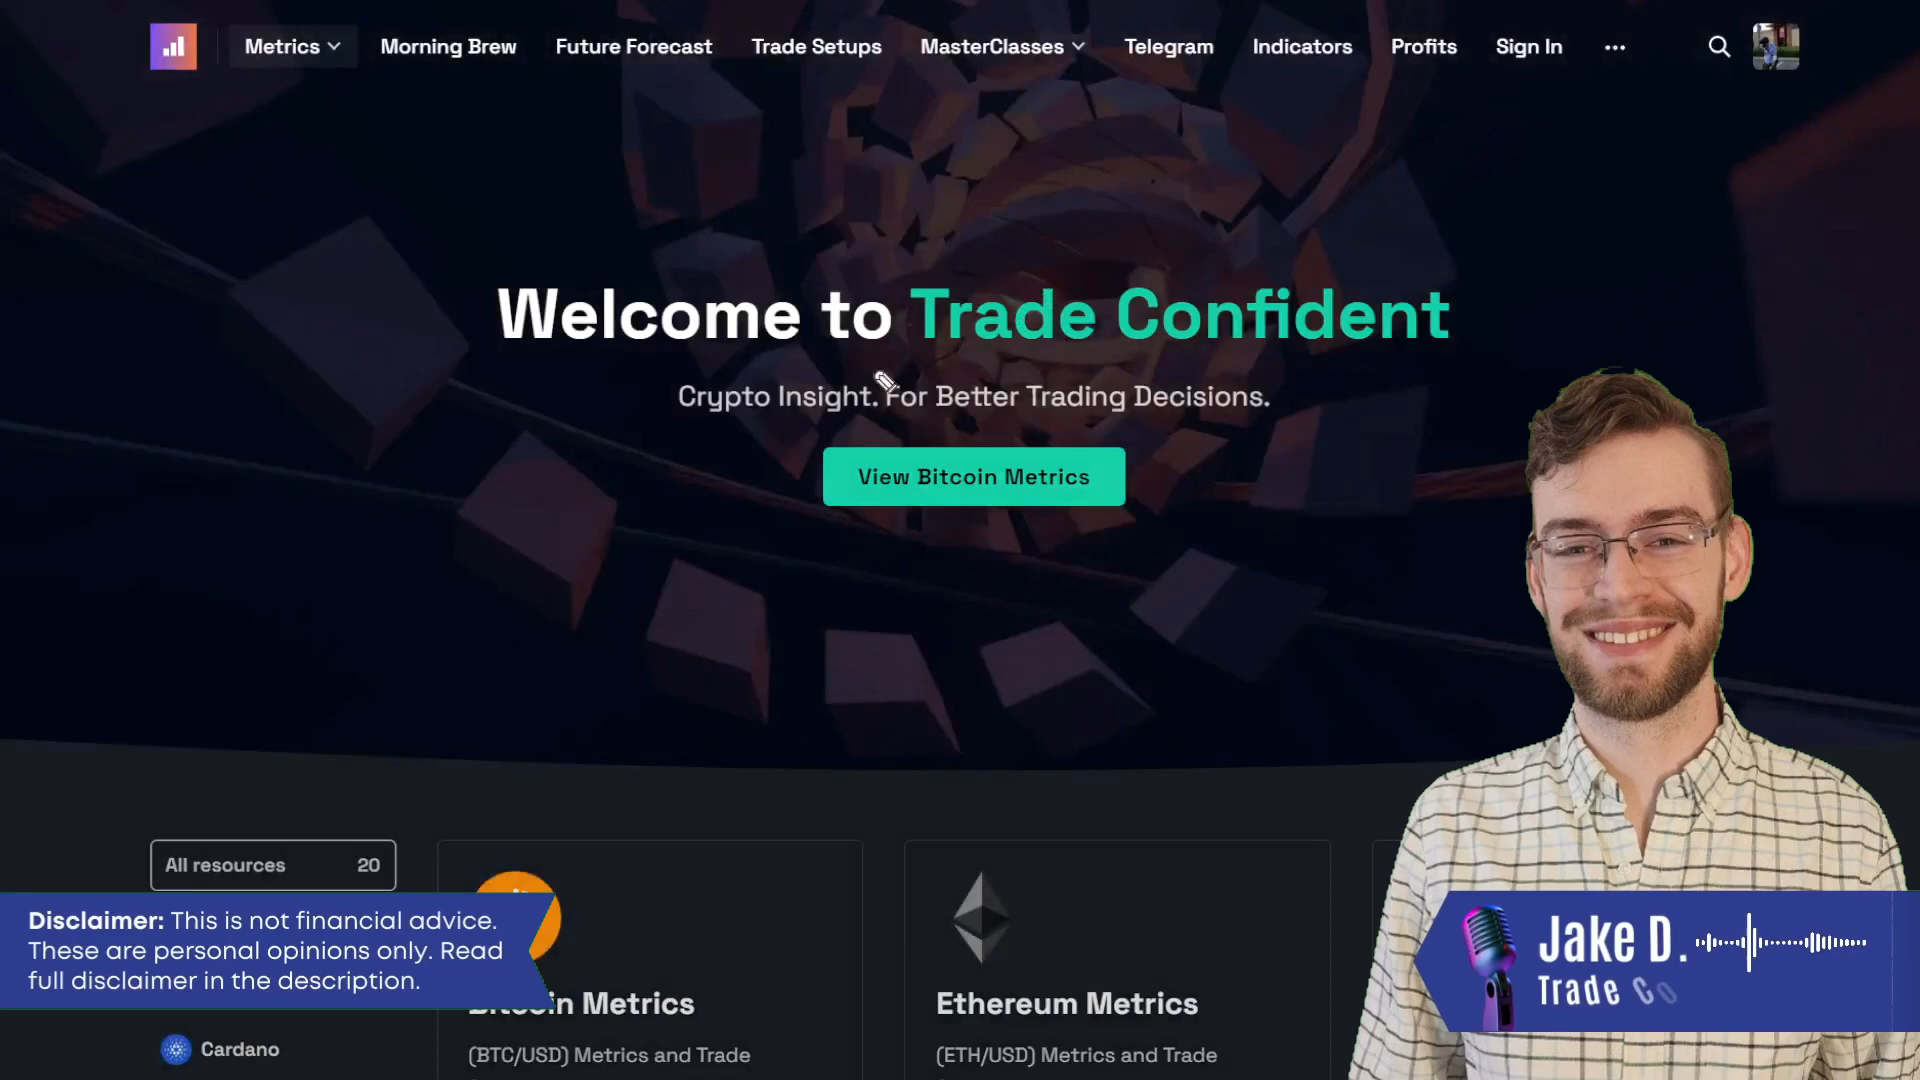 Metrics
Morning Brew
Future Forecast
Trade Setups
MasterClasses
Telegram
Indicators
Profits
Sign In
Welcome to Trade Confident
Crypto Insight. For Better Trading Decisions.
View Bitcoin Metrics
All resources 20
Disclaimer: This is not financial advice.
These are personal opinions only. Read
full disclaimer in the description.
Cardano
Metrics
(BTC/USD) Metrics and Trade
Ethereum Metrics
(ETH/USD) Metrics and Trade
Jake D.
Trade Co